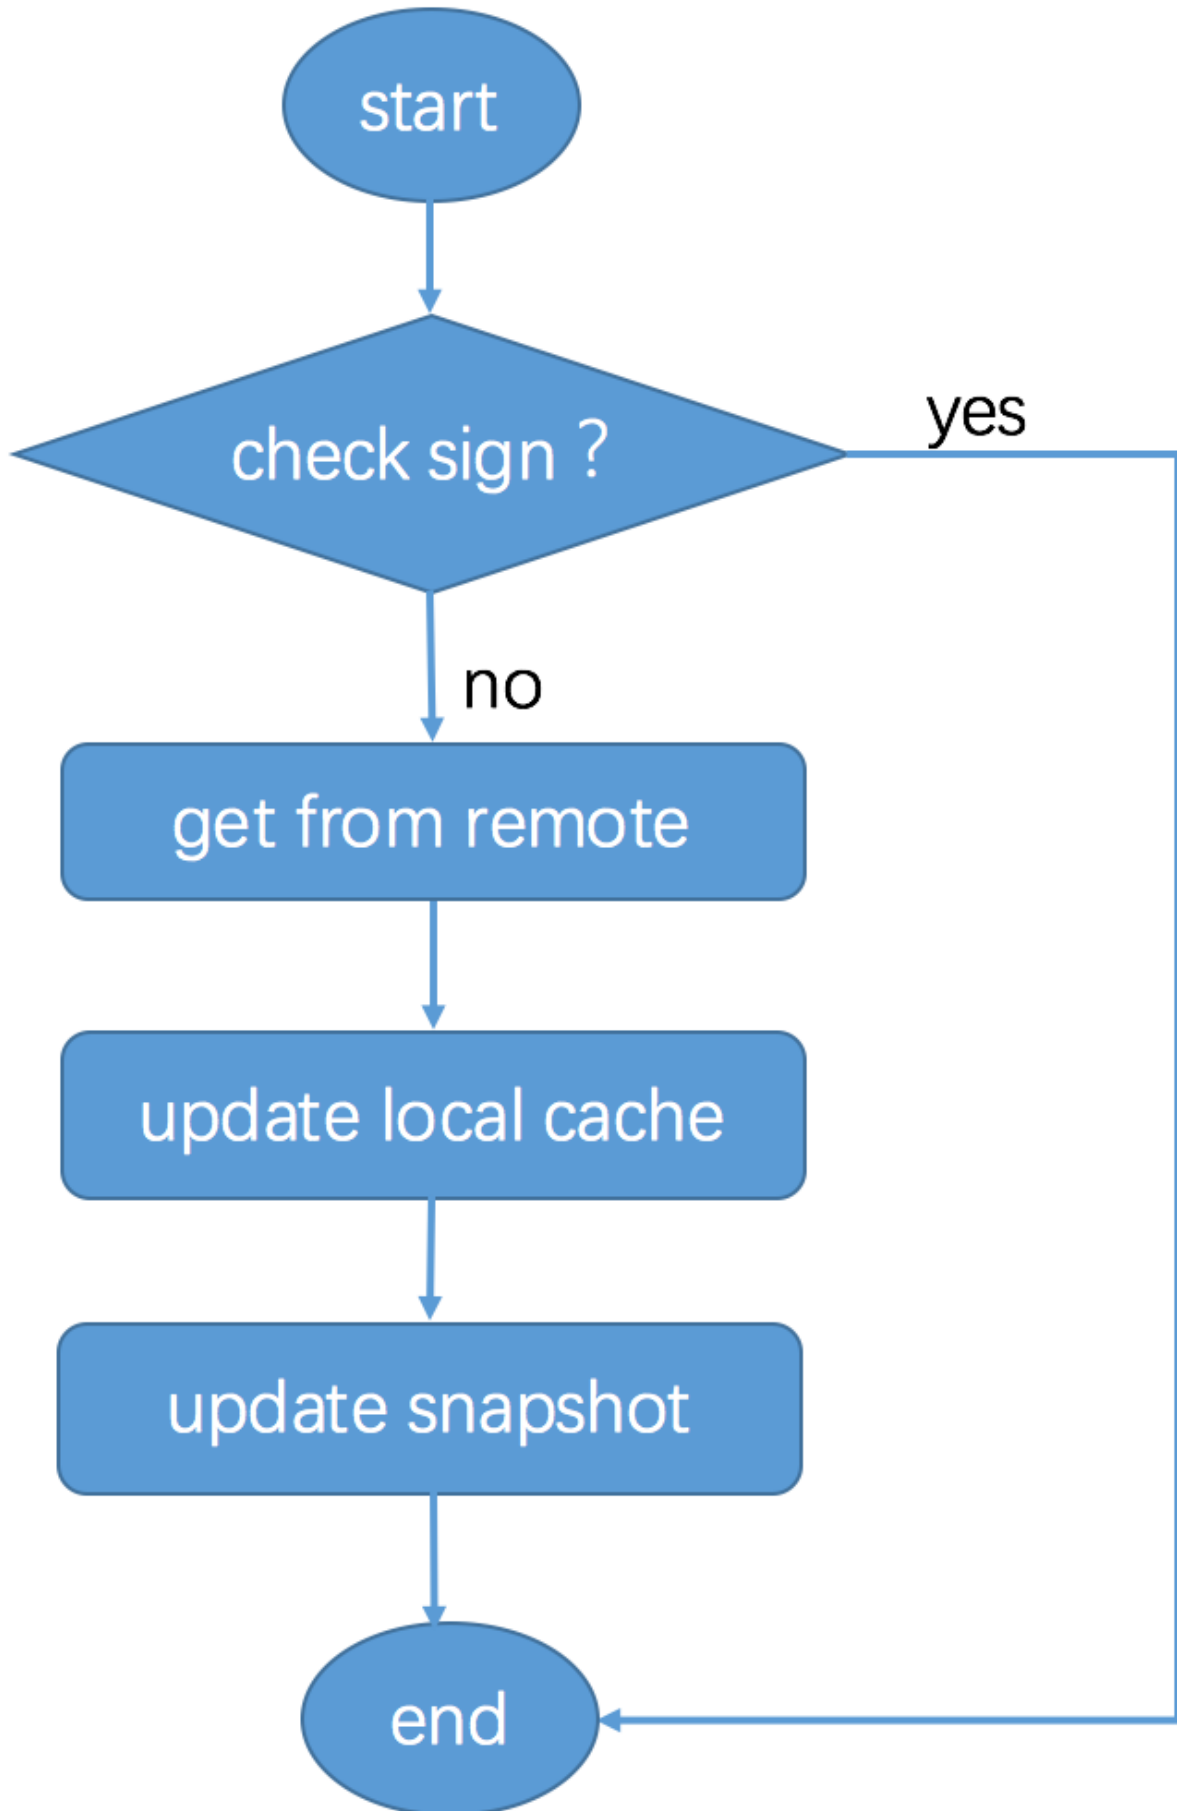 start
check sign？
yes
no
get from remote
update local cache
update snapshot
end